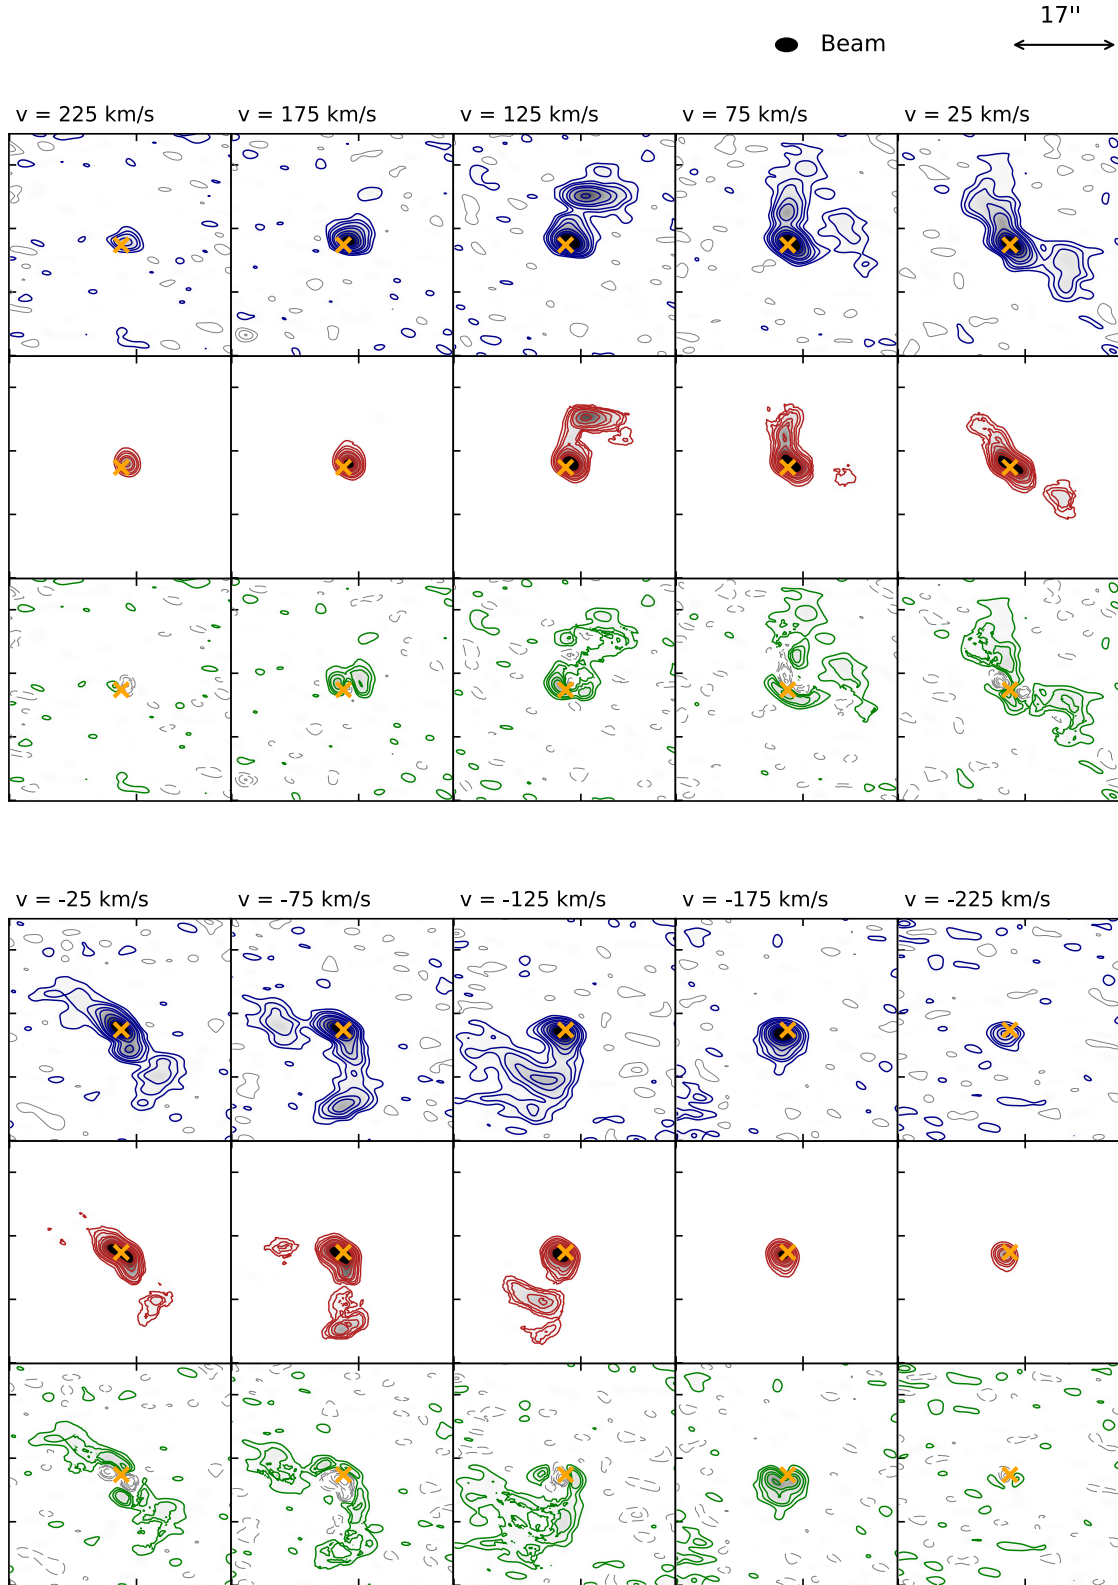 17"
Beam
v = 225 km/s
v = 175 km/s
v = 125 km/s
v = 75 km/s
v = 25 km/s
v = -25 km/s
v = -75 km/s
v = -125 km/s
v = -175 km/s
v = -225 km/s